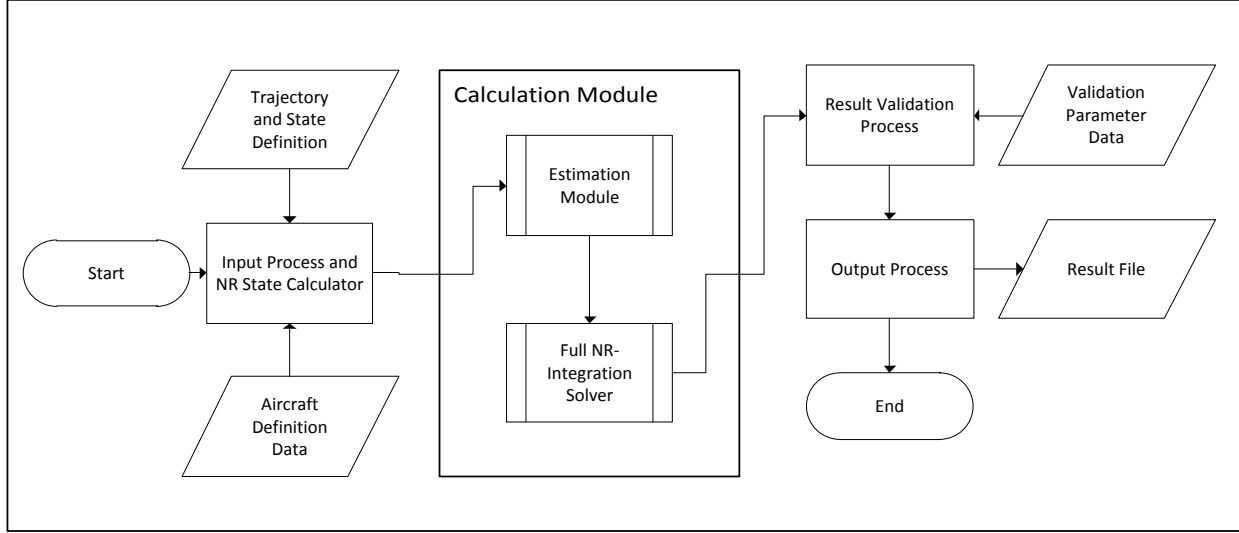 Trajectory
and State
Definition
Start
Input Process and
NR State Calculator
Aircraft
Definition
Data
Calculation Module
Estimation
Module
Full NR-
Integration
Solver
Result Validation
Process
Validation
Parameter
Data
Output Process
Result File
End